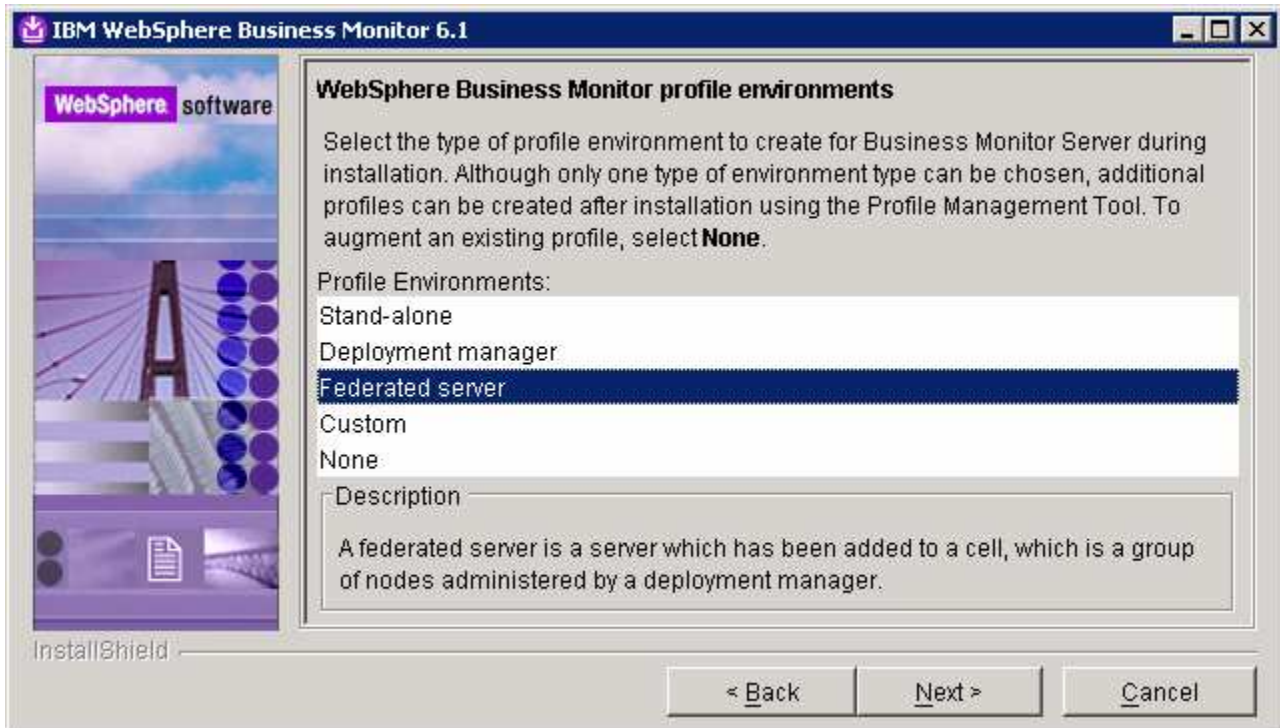 IBM WebSphere Business Monitor 6.1
WebSphere software
WebSphere Business Monitor profile environments
Select the type of profile environment to create for Business Monitor Server during
installation. Although only one type of environment type can be chosen, additional
profiles can be created after installation using the Profile Management Tool. To
augment an existing profile, select None.
Profile Environments:
Stand-alone
Deployment manager
Federated server
Custom
None
Description
A federated server is a server which has been added to a cell, which is a group
of nodes administered by a deployment manager.
InstallShield
< Back Next > Cancel